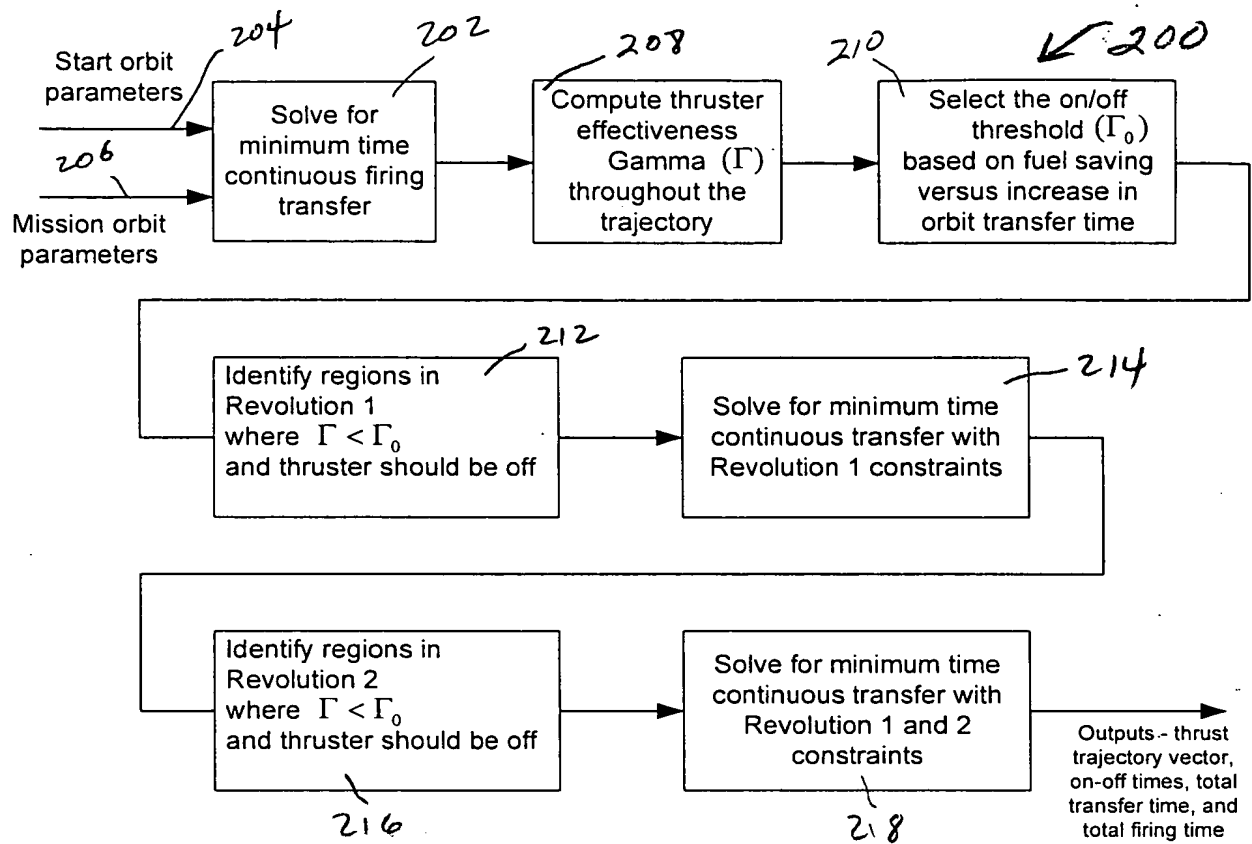 204
202
208
210
200
Start orbit
parameters
206
Mission orbit
parameters
Solve for
minimum time
continuous firing
transfer
Compute thruster
effectiveness
Gamma (Γ)
throughout the
trajectory
Select the on/off
threshold (Γ₀)
based on fuel saving
versus increase in
orbit transfer time
212
Identify regions in
Revolution 1
where Γ < Γ₀
and thruster should be off
214
Solve for minimum time
continuous transfer with
Revolution 1 constraints
Identify regions in
Revolution 2
where Γ < Γ₀
and thruster should be off
216
Solve for minimum time
continuous transfer with
Revolution 1 and 2
constraints
218
Outputs - thrust
trajectory vector,
on-off times, total
transfer time, and
total firing time